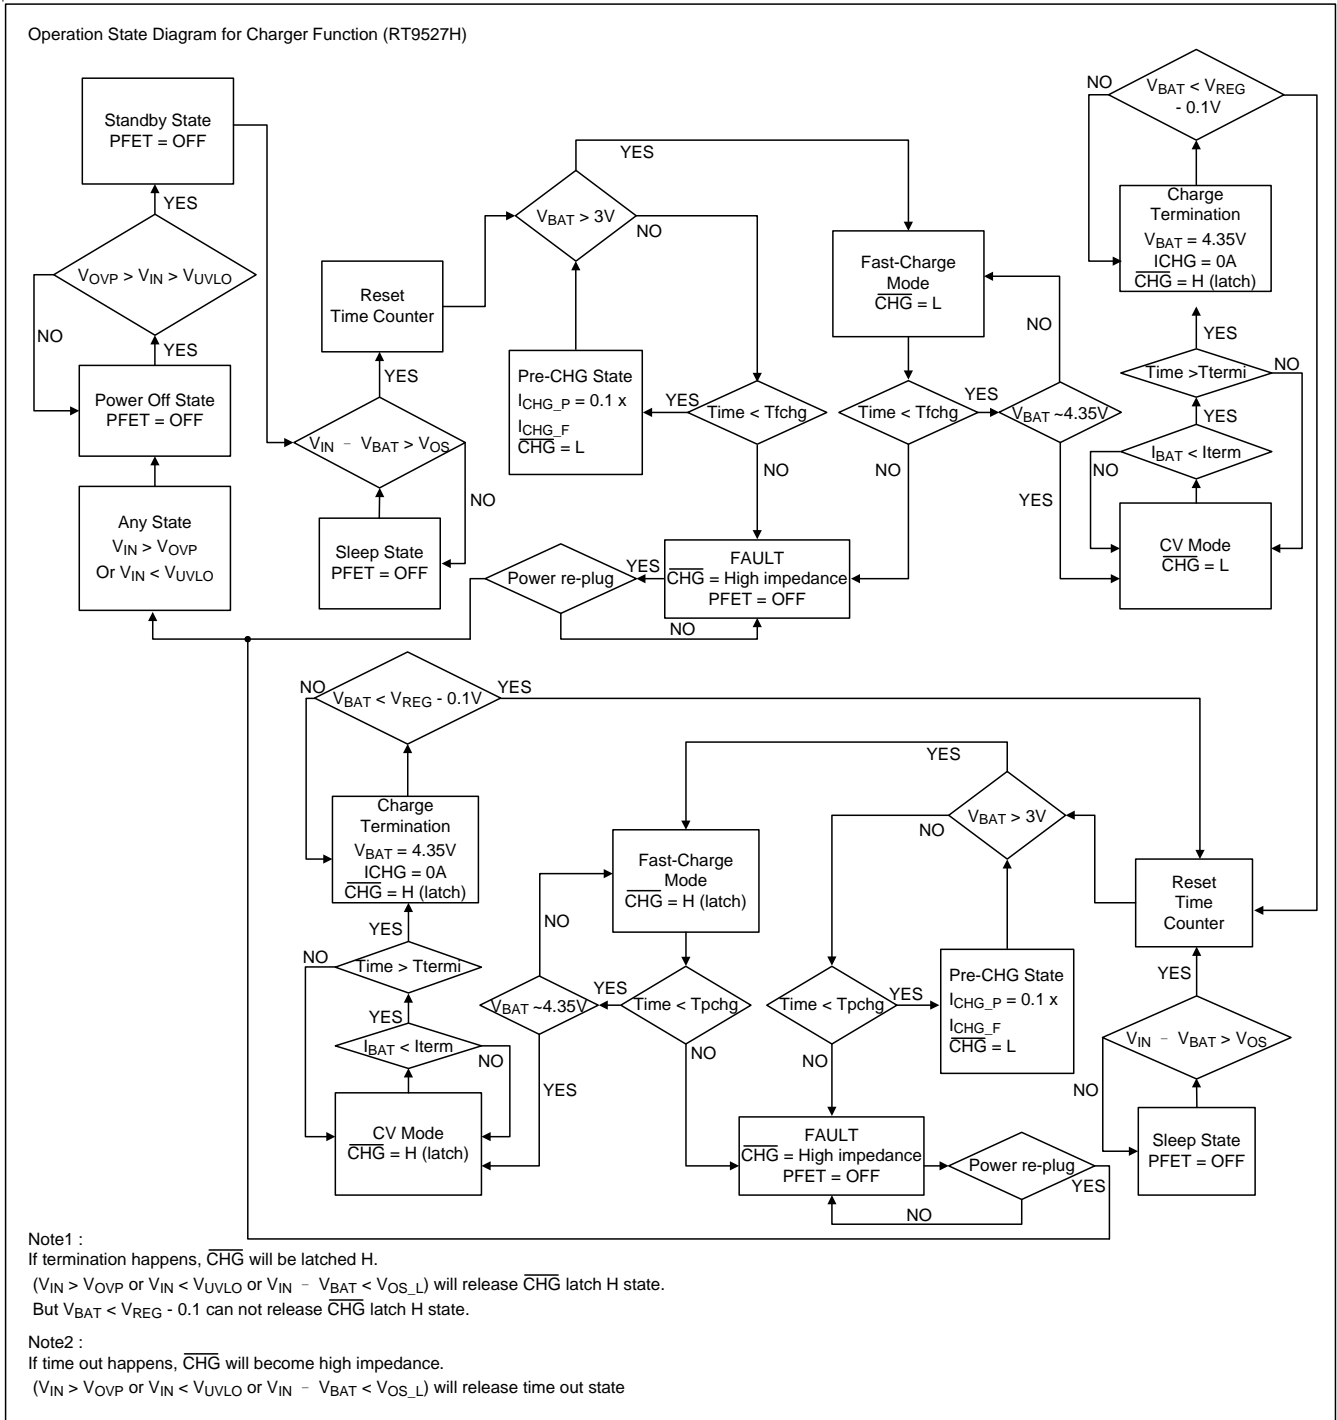 Operation State Diagram for Charger Function (RT9527H)
Standby State
PFET = OFF
YES
VOVP > VIN > VUVLO
NO
YES
Power Off State
PFET = OFF
Any State
VIN > VOVP
Or VIN < VUVLO
Reset
Time Counter
YES
VIN - VBAT > VOS
NO
Sleep State
PFET = OFF
YES
VBAT > 3V
NO
Pre-CHG State
ICHG_P = 0.1 x
ICHG_F
CHG = L
YES
Time < Tfchg
NO
FAULT
CHG = High impedance
PFET = OFF
YES
Power re-plug
NO
Fast-Charge
Mode
CHG = L
NO
Time < Tfchg
YES
VBAT ~4.35V
NO
YES
NO
VBAT < VREG
- 0.1V
Charge
Termination
VBAT = 4.35V
ICHG = 0A
CHG = H (latch)
YES
Time >Ttermi
NO
YES
IBAT < Iterm
NO
CV Mode
CHG = L
NO
VBAT < VREG - 0.1V
YES
Charge
Termination
VBAT = 4.35V
ICHG = 0A
CHG = H (latch)
YES
NO
Time > Ttermi
YES
IBAT < Iterm
NO
CV Mode
CHG = H (latch)
YES
Fast-Charge
Mode
CHG = H (latch)
NO
VBAT ~4.35V
YES
Time < Tpchg
NO
YES
VBAT > 3V
NO
Time < Tpchg
YES
NO
Pre-CHG State
ICHG_P = 0.1 x
ICHG_F
CHG = L
FAULT
CHG = High impedance
PFET = OFF
Power re-plug
YES
NO
Reset
Time
Counter
YES
VIN - VBAT > VOS
NO
Sleep State
PFET = OFF
Note1 :
If termination happens, CHG will be latched H.
(VIN > VOVP or VIN < VUVLO or VIN - VBAT < VOS_L) will release CHG latch H state.
But VBAT < VREG - 0.1 can not release CHG latch H state.
Note2 :
If time out happens, CHG will become high impedance.
(VIN > VOVP or VIN < VUVLO or VIN - VBAT < VOS_L) will release time out state